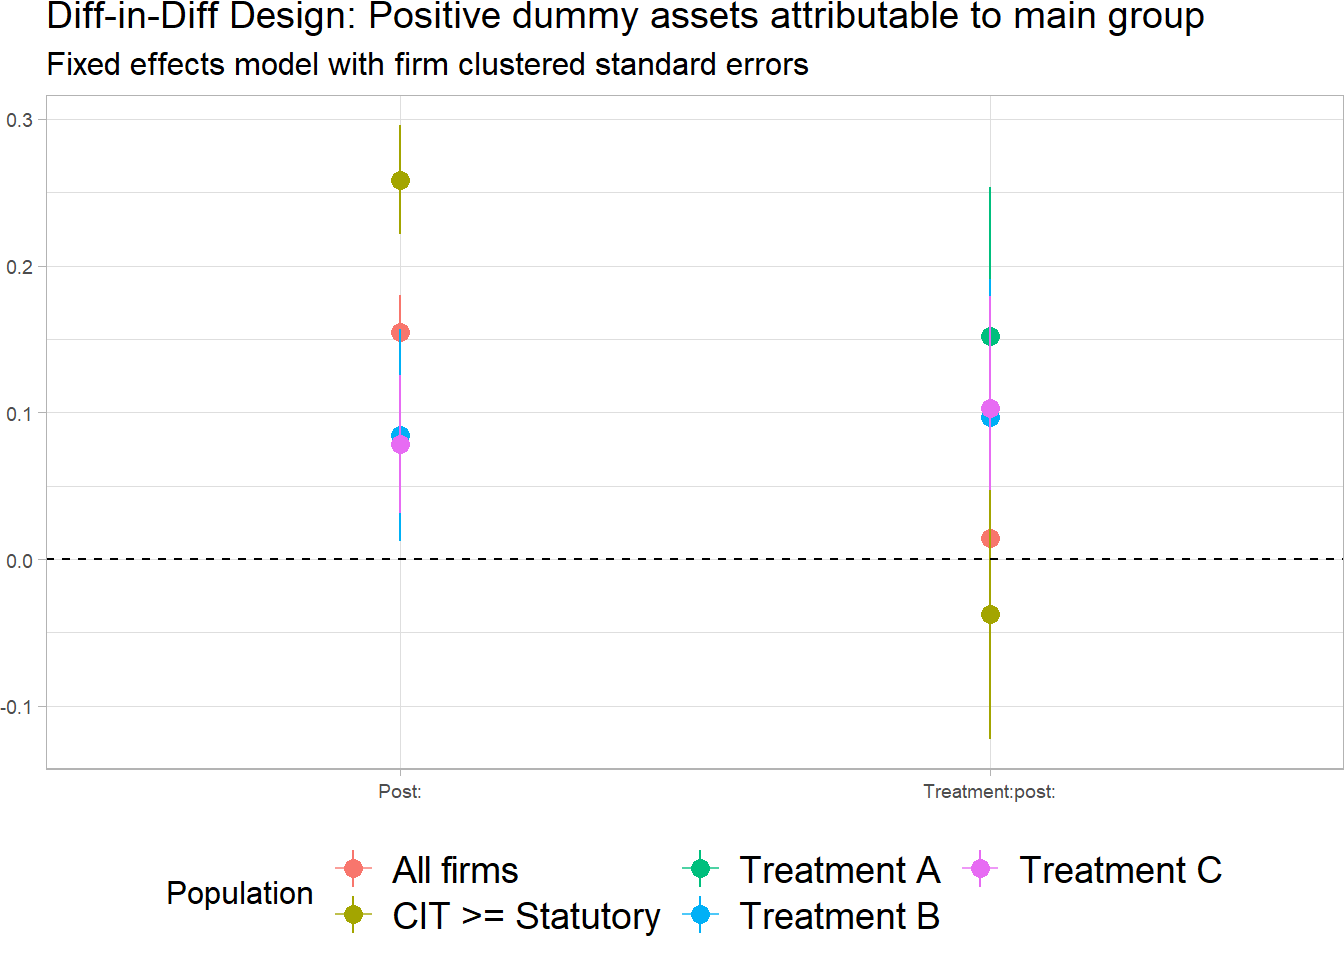 Diff-in-Diff Design: Positive dummy assets attributable to main group
Fixed effects model with firm clustered standard errors
0.3
0.2
0.1
0.0
-0.1
Post:
Treatment:post:
Population
All firms
Treatment A
Treatment C
CIT >= Statutory
Treatment B